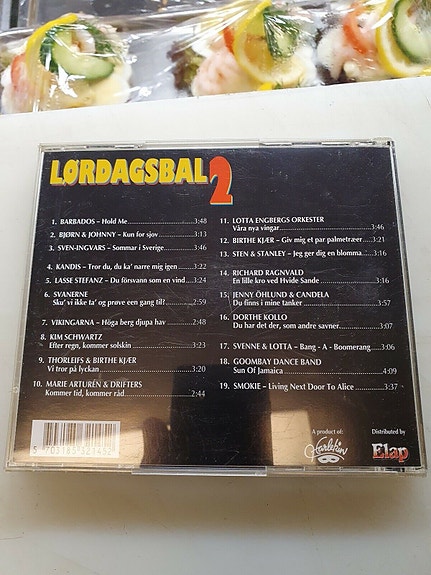 LØRDAGSBAL 2
1. BARBADOS – Hold Me 3:48
2. BJØRN & JOHNNY – Kun for sjov 3:13
3. SVEN-INGVARS – Sommar i Sverige 3:46
4. KANDIS – Tror du, du ka' narre mig igen 3:22
5. LASSE STEFANZ – Du försvann som en vind 3:24
6. SVANERNE
Sku' vi ikke ta' og prøve een gang til? 2:59
7. VIKINGARNA – Höga berg djupa hav 2:48
8. KIM SCHWARTZ
Efter regn, kommer solskin 3:23
9. THORLEIFS & BIRTHE KJÆR
Vi tror på lyckan 3:20
10. MARIE ARTURÉN & DRIFTERS
Kommer tid, kommer råd 2:44
11. LOTTA ENGBERGS ORKESTER
Våra nya vingar 3:46
12. BIRTHE KJÆR – Giv mig et par palmetræer 3:21
13. STEN & STANLEY – Jeg ger dig en blomma 3:16
14. RICHARD RAGNVALD
En lille kro ved Hvide Sande 3:16
15. JENNY ÖHLUND & CANDELA
Du finns i mine tanker 3:57
16. DORTHE KOLLO
Du har det der, som andre savner 3:07
17. SVENNE & LOTTA – Bang - A - Boomerang 3:06
18. GOOMBAY DANCE BAND
Sun Of Jamaica 4:09
19. SMOKIE – Living Next Door To Alice 3:37
A product of:
Harlekin
Distributed by
Elap
5 703185 321452